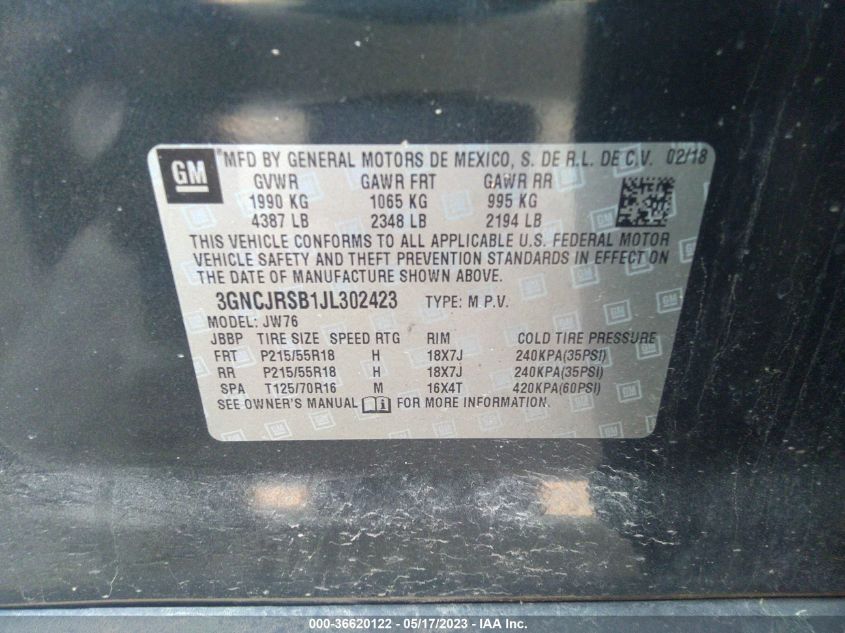 GM
*MFD BY GENERAL MOTORS DE MEXICO, S. DE R.L. DE C.V. 02/18
GVWR GAWR FRT GAWR RR
1990 KG 1065 KG 995 KG
4387 LB 2348 LB 2194 LB
THIS VEHICLE CONFORMS TO ALL APPLICABLE U.S. FEDERAL MOTOR
VEHICLE SAFETY AND THEFT PREVENTION STANDARDS IN EFFECT ON
THE DATE OF MANUFACTURE SHOWN ABOVE.
3GNCJRSB1JL302423 TYPE: M.P.V.
MODEL: JW76
JBBP TIRE SIZE SPEED RTG RIM COLD TIRE PRESSURE
FRT P215/55R18 H 18X7J 240KPA(35PSI)
RR P215/55R18 H 18X7J 240KPA(35PSI)
SPA T125/70R16 M 16X4T 420KPA(60PSI)
SEE OWNER'S MANUAL FOR MORE INFORMATION.
000-36620122 - 05/17/2023 - IAA Inc.